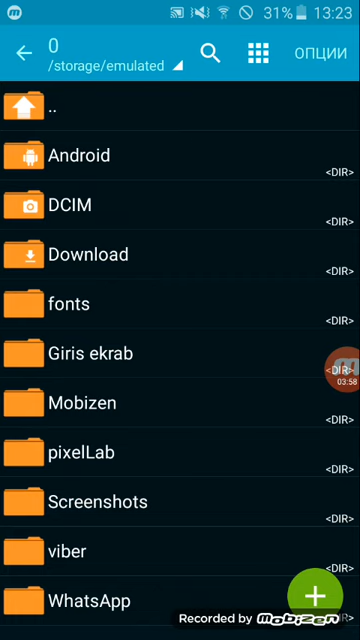 31% 13:23
0
/storage/emulated
ОПЦИИ
..
Android
<DIR>
DCIM
<DIR>
Download
<DIR>
fonts
<DIR>
Giris ekrab
<DIR>
03:58
Mobizen
<DIR>
pixelLab
<DIR>
Screenshots
<DIR>
viber
<DIR>
WhatsApp
Recorded by mobizen